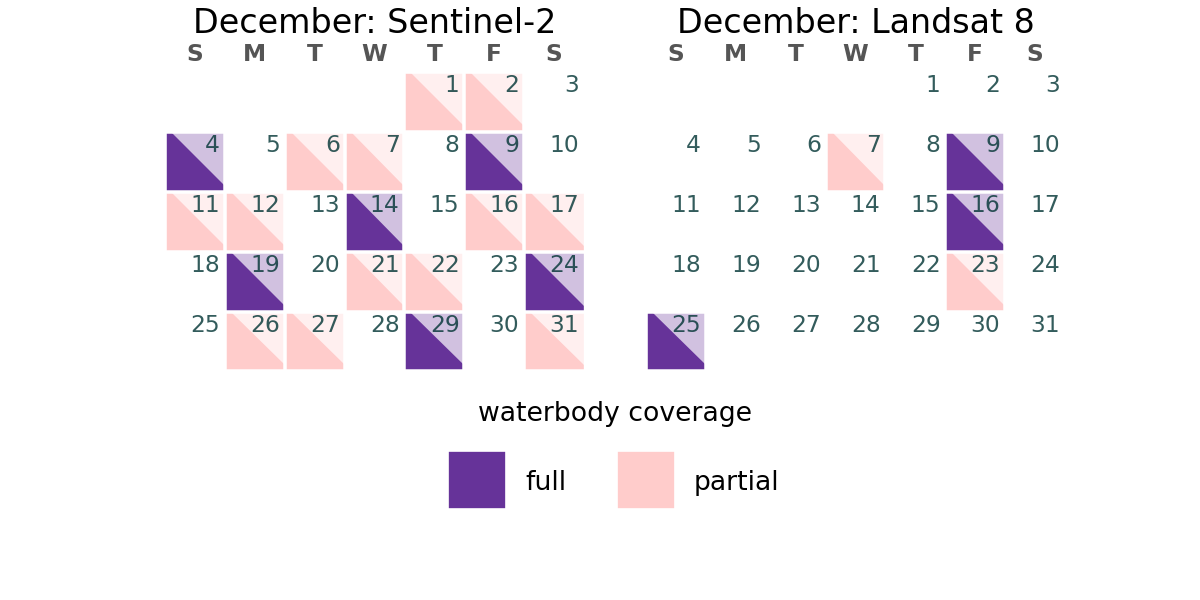 December: Sentinel-2
S M T W T F S
1 2 3
4 5 6 7 8 9 10
11 12 13 14 15 16 17
18 19 20 21 22 23 24
25 26 27 28 29 30 31
December: Landsat 8
S M T W T F S
1 2 3
4 5 6 7 8 9 10
11 12 13 14 15 16 17
18 19 20 21 22 23 24
25 26 27 28 29 30 31
waterbody coverage
full
partial